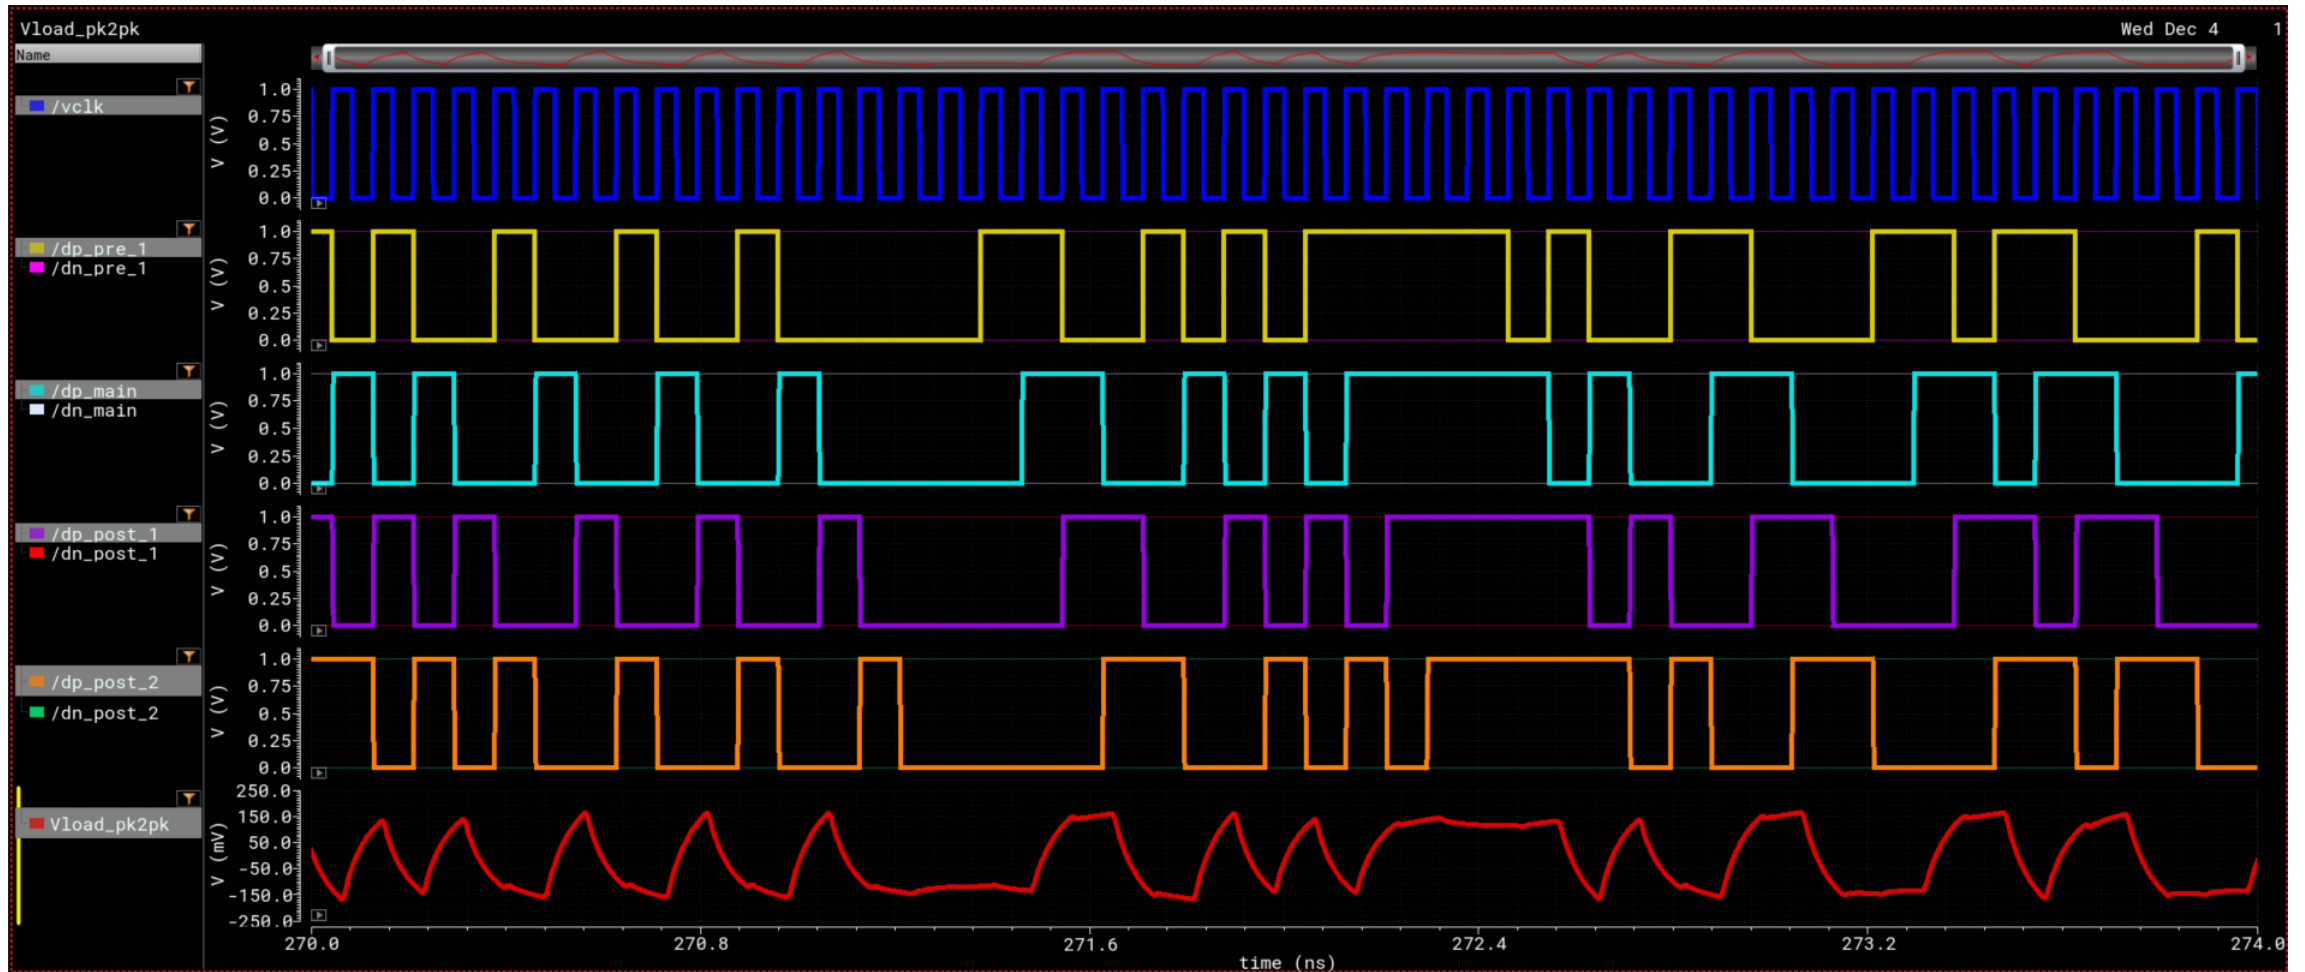 Vload_pk2pk
Wed Dec 4 1
Name
/vclk
V (V)
1.0
0.75
0.5
0.25
0.0
/dp_pre_1
/dn_pre_1
V (V)
1.0
0.75
0.5
0.25
0.0
/dp_main
/dn_main
V (V)
1.0
0.75
0.5
0.25
0.0
/dp_post_1
/dn_post_1
V (V)
1.0
0.75
0.5
0.25
0.0
/dp_post_2
/dn_post_2
V (V)
1.0
0.75
0.5
0.25
0.0
Vload_pk2pk
V (mV)
250.0
150.0
50.0
-50.0
-150.0
-250.0
270.0 270.8 271.6 272.4 273.2 274.0
time (ns)